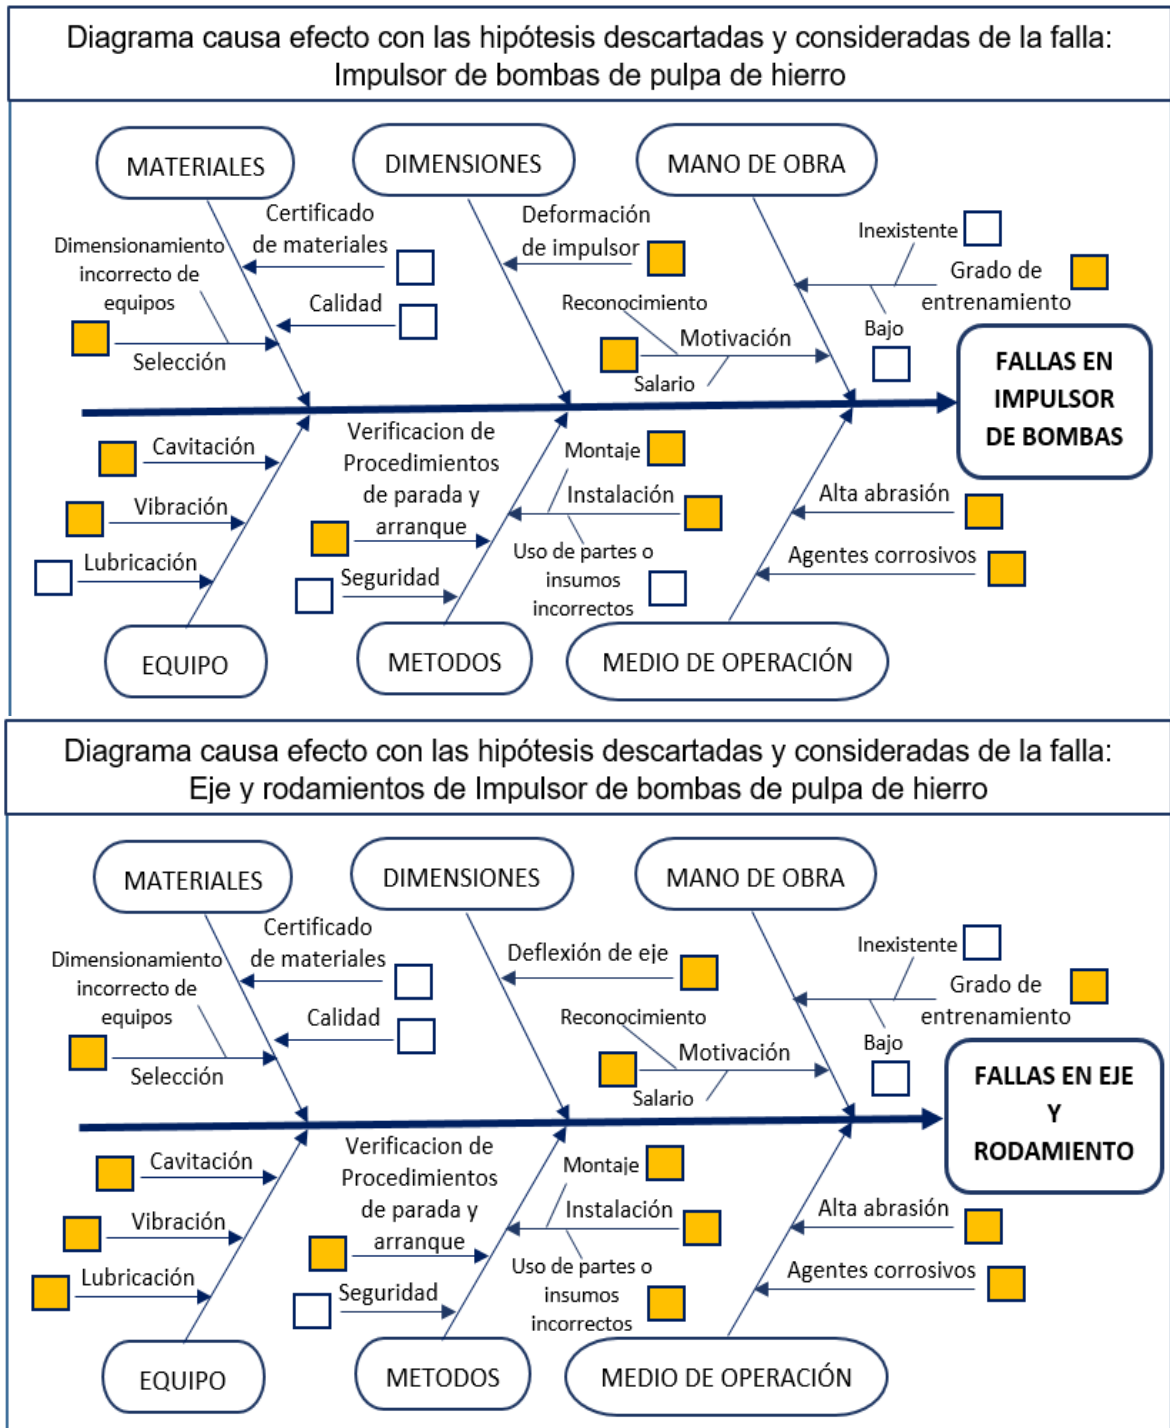 Diagrama causa efecto con las hipótesis descartadas y consideradas de la falla:
Impulsor de bombas de pulpa de hierro
MATERIALES
DIMENSIONES
MANO DE OBRA
Certificado
de materiales
Dimensionamiento
incorrecto de
equipos
Calidad
Selección
Deformación
de impulsor
Reconocimiento
Motivación
Salario
Inexistente
Grado de
entrenamiento
Bajo
FALLAS EN
IMPULSOR
DE BOMBAS
Cavitación
Vibración
Lubricación
Verificacion de
Procedimientos
de parada y
arranque
Seguridad
Montaje
Instalación
Uso de partes o
insumos
incorrectos
Alta abrasión
Agentes corrosivos
EQUIPO
METODOS
MEDIO DE OPERACIÓN
Diagrama causa efecto con las hipótesis descartadas y consideradas de la falla:
Eje y rodamientos de Impulsor de bombas de pulpa de hierro
MATERIALES
DIMENSIONES
MANO DE OBRA
Certificado
de materiales
Dimensionamiento
incorrecto de
equipos
Calidad
Selección
Deflexión de eje
Reconocimiento
Motivación
Salario
Inexistente
Grado de
entrenamiento
Bajo
FALLAS EN EJE
Y
RODAMIENTO
Cavitación
Vibración
Lubricación
Verificacion de
Procedimientos
de parada y
arranque
Seguridad
Montaje
Instalación
Uso de partes o
insumos
incorrectos
Alta abrasión
Agentes corrosivos
EQUIPO
METODOS
MEDIO DE OPERACIÓN